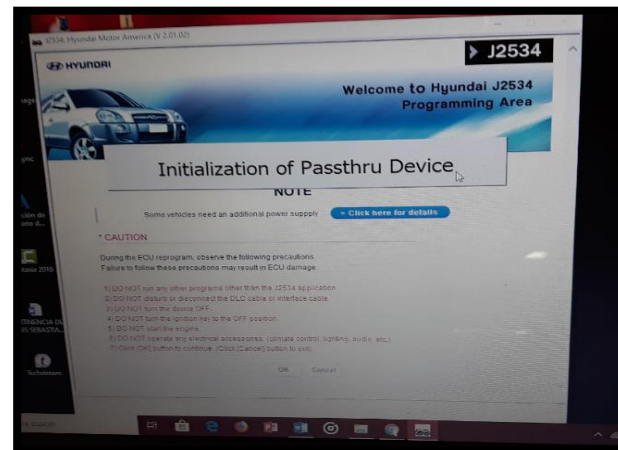 J2534: Hyundai Motor America (V 2.01.02)
HYUNDAI
J2534
Welcome to Hyundai J2534
Programming Area
Initialization of Passthru Device
NOTE
Some vehicles need an additional power suppply
» Click here for details
* CAUTION
During the ECU reprogram, observe the following precautions.
Failure to follow these precautions may result in ECU damage.
1) DO NOT run any other programs other than the J2534 application.
2) DO NOT disturb or disconnect the DLC cable or interface cable.
3) DO NOT turn the device OFF.
4) DO NOT turn the ignition key to the OFF position.
5) DO NOT start the engine.
6) DO NOT operate any electrical accessories. (climate control, lighting, audio, etc.)
7) Click [OK] button to continue. (Click [Cancel] button to exit)
OK Cancel
Techstream